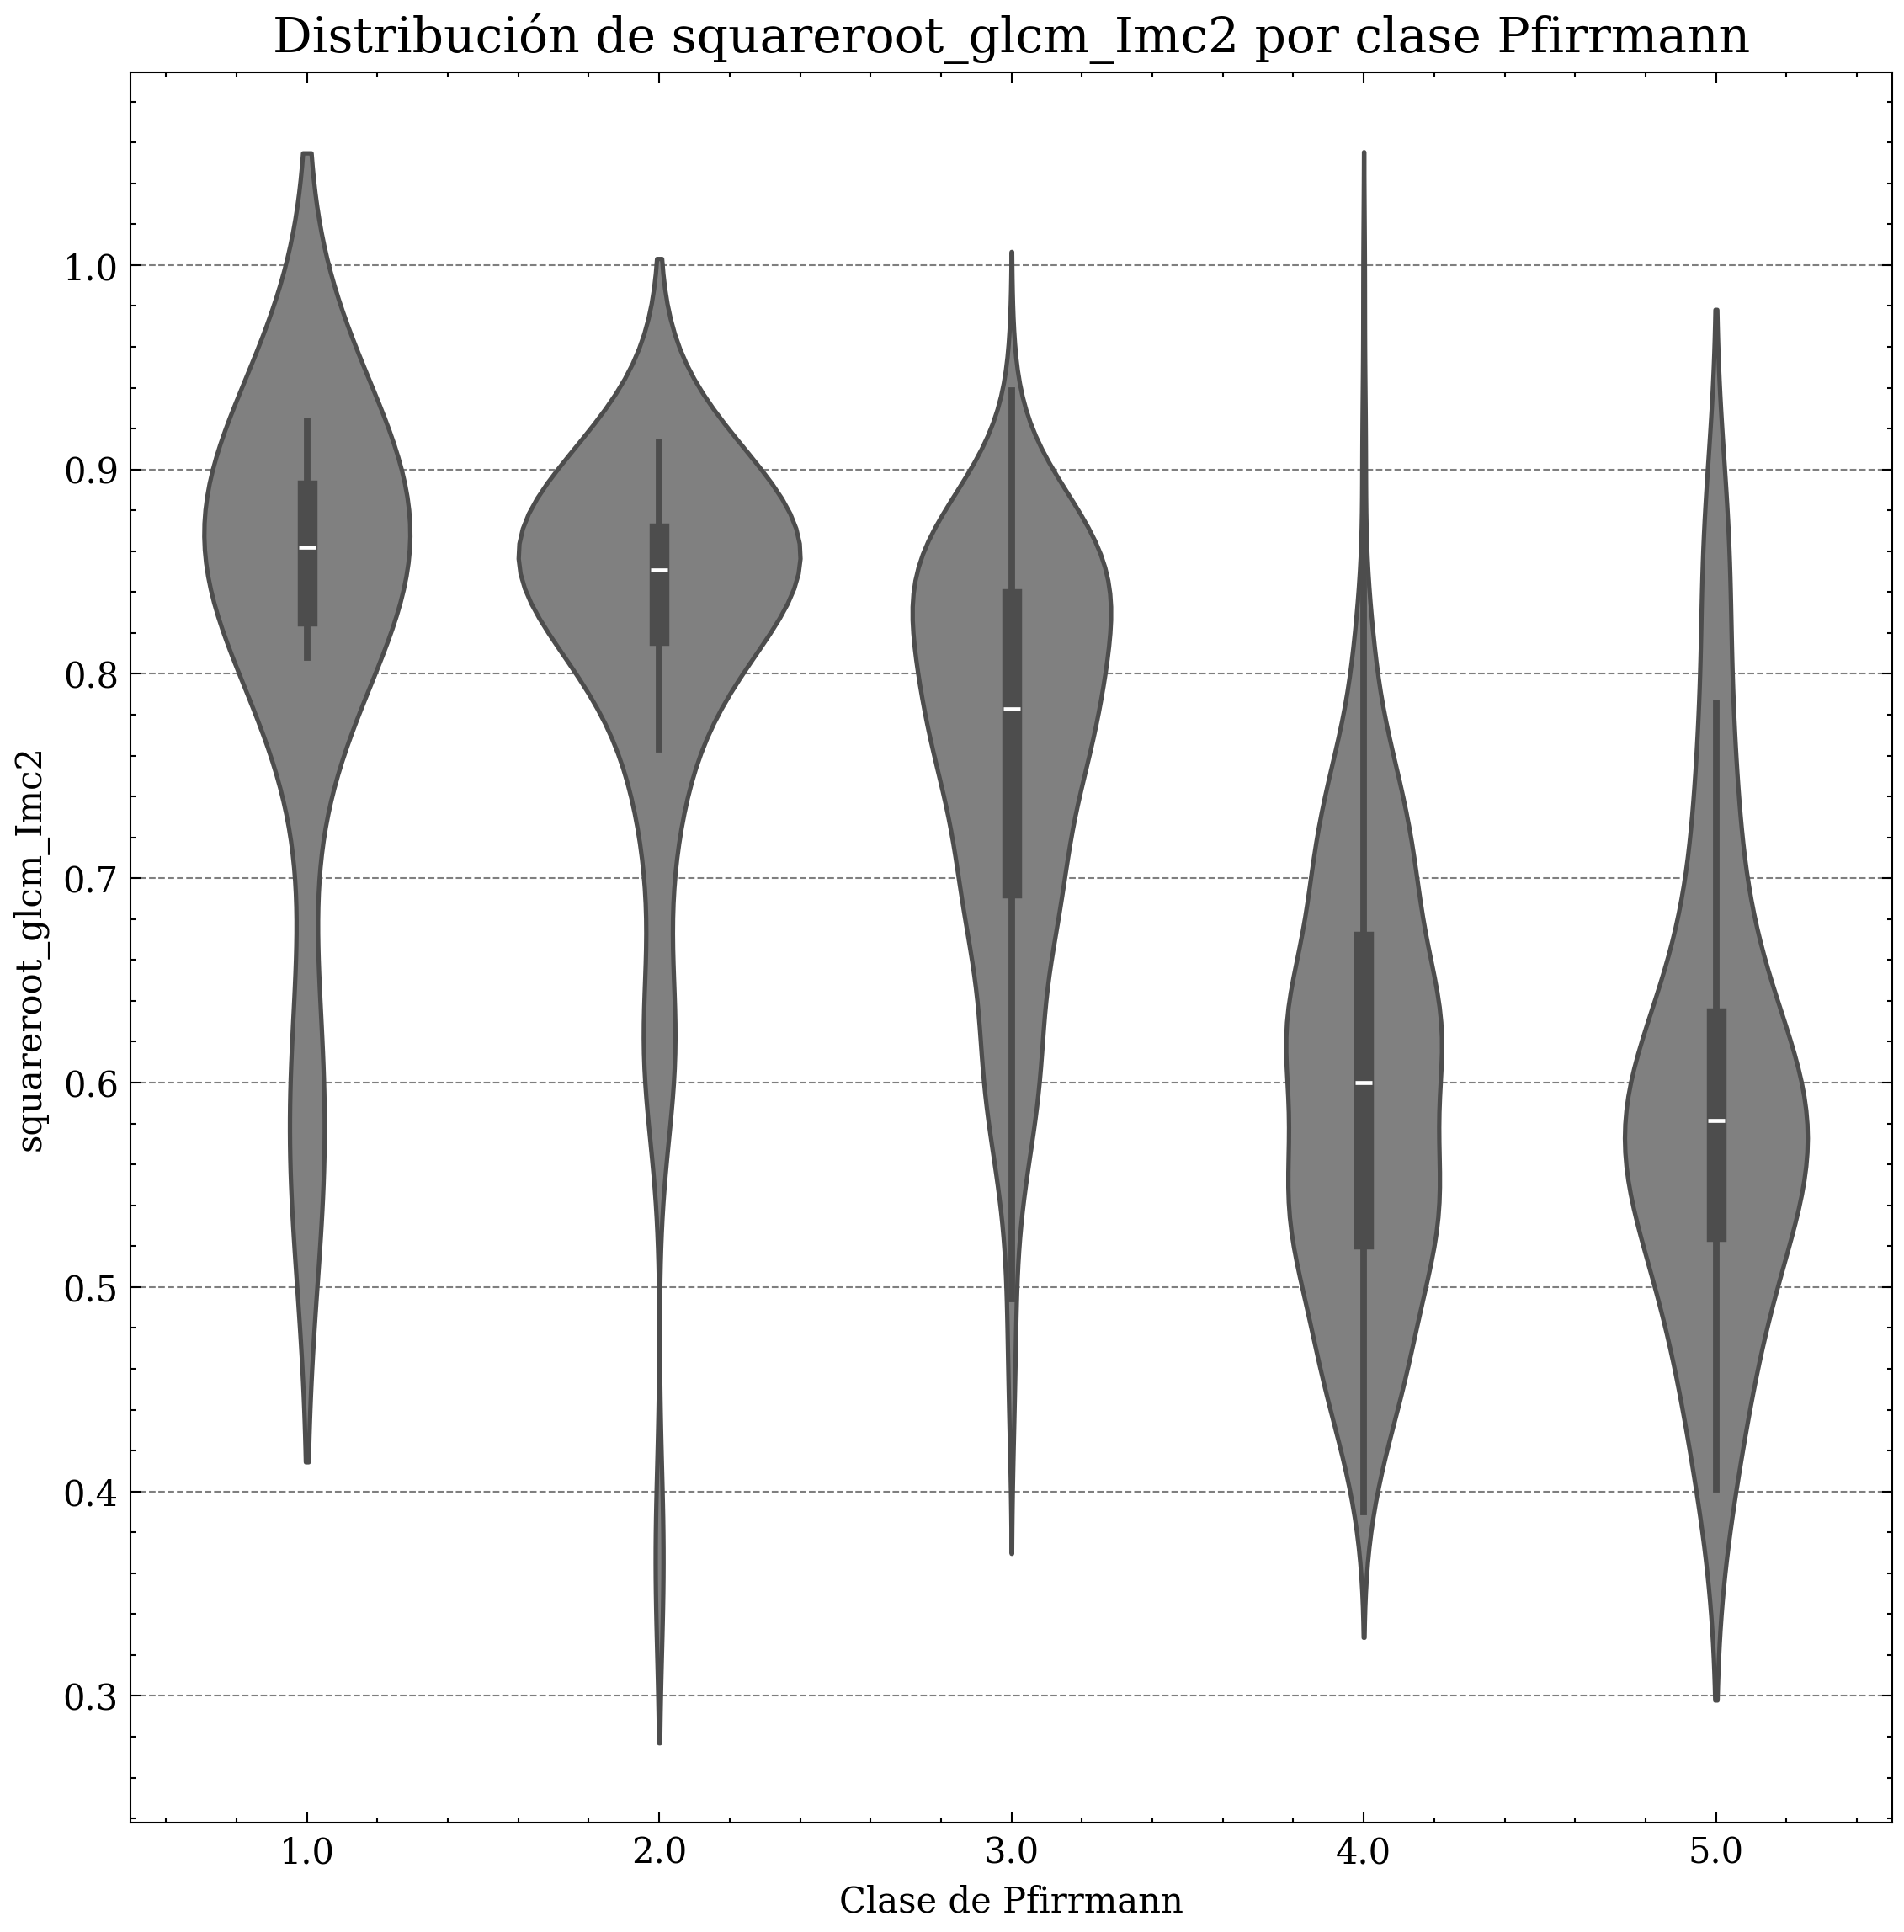 Distribución de squareroot_glcm_Imc2 por clase Pfirrmann
squareroot_glcm_Imc2
1.0
0.9
0.8
0.7
0.6
0.5
0.4
0.3
1.0 2.0 3.0 4.0 5.0
Clase de Pfirrmann